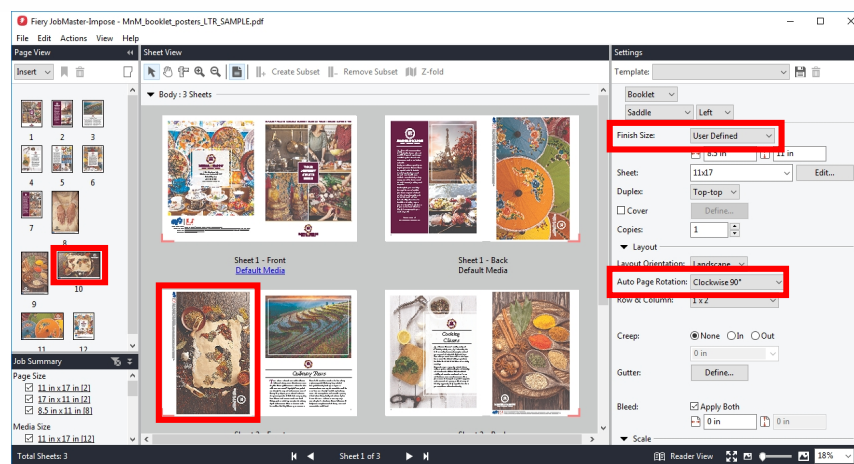 Fiery JobMaster-Impose - MnM_booklet_posters_LTR_SAMPLE.pdf
File Edit Actions View Help
Page View
Sheet View
Settings
Insert
Create Subset
Remove Subset
Z-fold
Template:
Body : 3 Sheets
Booklet
Saddle
Left
Finish Size:
User Defined
8.5 in
11 in
Sheet:
11x17
Edit...
Duplex:
Top-top
Cover
Define...
Copies:
1
Layout
Layout Orientation:
Landscape
Auto Page Rotation:
Clockwise 90°
Row & Column:
1 x 2
Creep:
None
In
Out
0 in
Gutter:
Define...
Bleed:
Apply Both
0 in
0 in
Scale
1 2 3
4 5 6
7
8
9
10
11 12
Sheet 1 - Front
Default Media
Sheet 1 - Back
Default Media
Culinary Tours
Cooking
Classes
Job Summary
Page Size
11 in x 17 in [2]
17 in x 11 in [2]
8.5 in x 11 in [8]
Media Size
11 in x 17 in [12]
Total Sheets: 3
Sheet 1 of 3
Reader View
18%